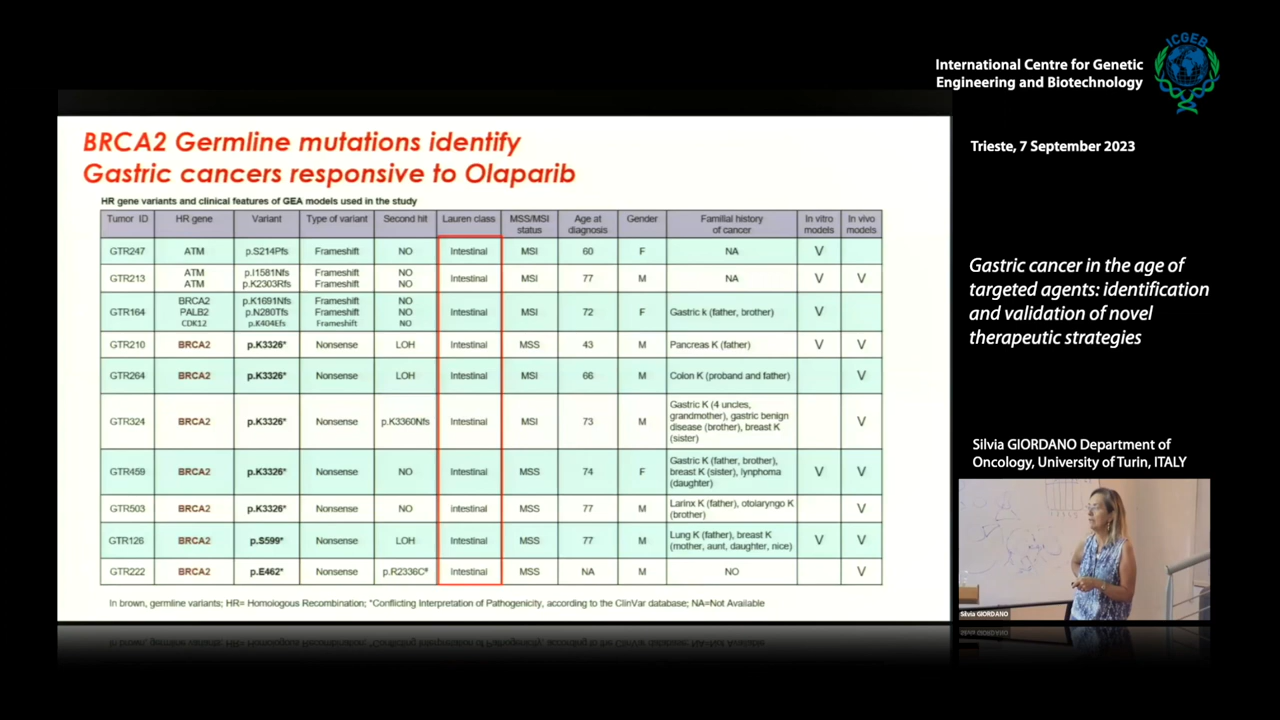 ICGEB
International Centre for Genetic
Engineering and Biotechnology
Trieste, 7 September 2023
BRCA2 Germline mutations identify
Gastric cancers responsive to Olaparib
HR gene variants and clinical features of GEA models used in the study
Tumor ID HR gene Variant Type of variant Second hit Lauren class MSS/MSI status Age at diagnosis Gender Familial history of cancer In vitro models In vivo models
GTR247 ATM p.S214Pfs Frameshift NO Intestinal MSI 60 F NA V
GTR213 ATM p.I1581Nfs Frameshift NO Intestinal MSI 77 M NA V V
ATM p.K2303Rfs Frameshift NO
GTR164 BRCA2 p.K1691Nfs Frameshift NO Intestinal MSI 72 F Gastric k (father, brother) V
PALB2 p.N280Tfs Frameshift NO
CDK12 p.K404Efs Frameshift NO
GTR210 BRCA2 p.K3326* Nonsense LOH Intestinal MSS 43 M Pancreas K (father) V V
GTR264 BRCA2 p.K3326* Nonsense LOH Intestinal MSS 66 M Colon K (proband and father) V
GTR324 BRCA2 p.K3326* Nonsense p.K3360Nfs Intestinal MSI 73 M Gastric K (4 uncles, grandmother), gastric benign disease (brother), breast K (sister) V
GTR459 BRCA2 p.K3326* Nonsense NO Intestinal MSS 74 F Gastric K (father, brother), breast K (sister), lynphoma (daughter) V V
GTR503 BRCA2 p.K3326* Nonsense NO Intestinal MSS 77 M Larinx K (father), otolaryngo K (brother) V
GTR126 BRCA2 p.S599* Nonsense LOH Intestinal MSS 77 M Lung K (father), breast K (mother, aunt, daughter, nice) V V
GTR222 BRCA2 p.E462* Nonsense p.R2336C* Intestinal MSS NA M NO V
In brown, germline variants; HR= Homologous Recombination; *Conflicting Interpretation of Pathogenicity, according to the ClinVar database; NA=Not Available
Gastric cancer in the age of
targeted agents: identification
and validation of novel
therapeutic strategies
Silvia GIORDANO Department of
Oncology, University of Turin, ITALY
Silvia GIORDANO